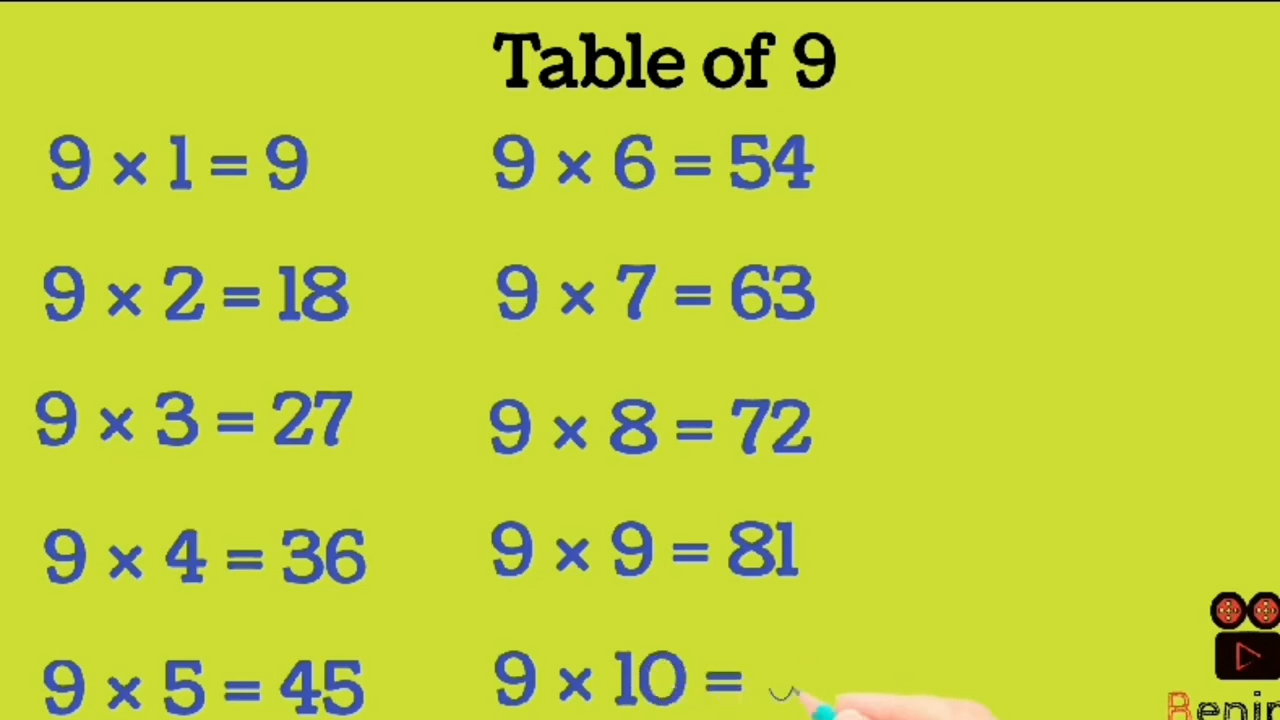 Table of 9
9 × 1 = 9
9 × 2 = 18
9 × 3 = 27
9 × 4 = 36
9 × 5 = 45
9 × 6 = 54
9 × 7 = 63
9 × 8 = 72
9 × 9 = 81
9 × 10 =